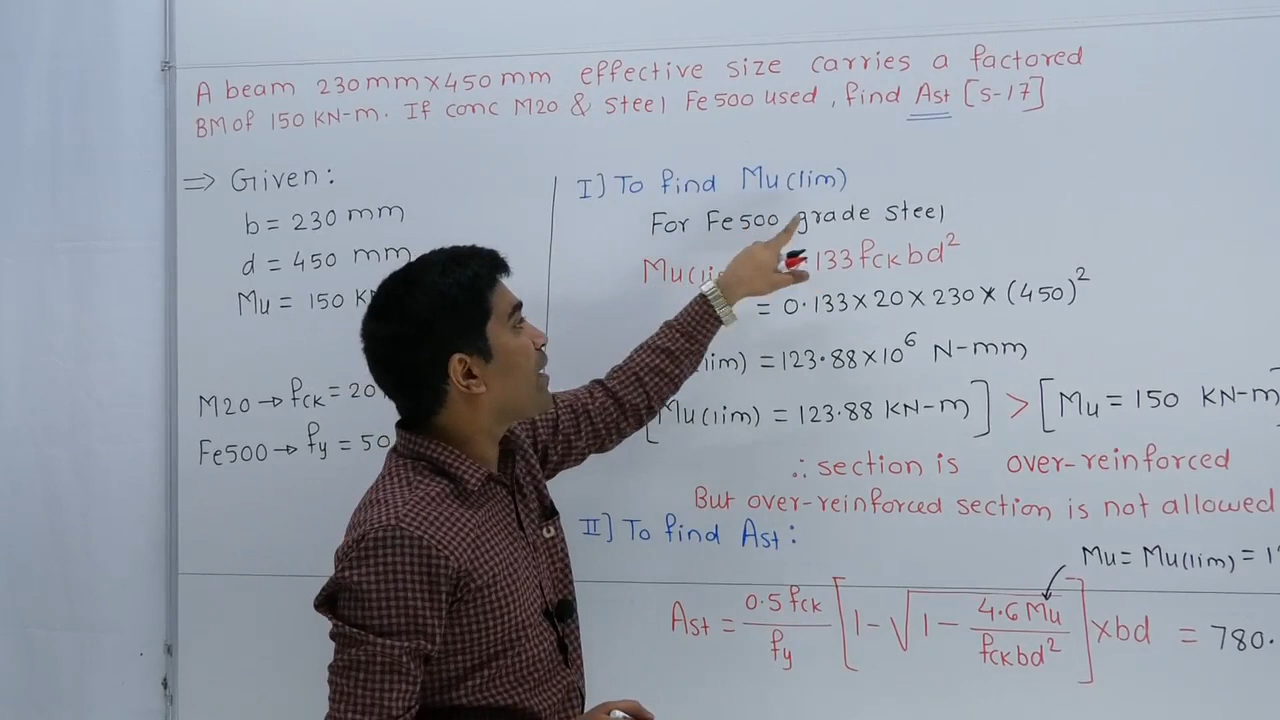 A beam 230mm×450mm effective size carries a factored
BM of 150 KN-m. If conc M20 & steel Fe500 used, find Ast [S-17]
⇒ Given:
b = 230 mm
d = 450 mm
Mu = 150
M20 → fck = 20
Fe500 → fy = 50
I] To find Mu(lim)
For Fe500 grade steel
133 fck bd²
= 0.133×20×230×(450)²
= 123.88×10⁶ N-mm
[Mu(lim) = 123.88 KN-m] > [Mu = 150 KN-m]
∴ section is over-reinforced
But over-reinforced section is not allowed
II] To find Ast:
Mu = Mu(lim) = 1
Ast = 0.5 fck / fy [1 - √(1 - 4.6 Mu / fck bd²)] × bd = 780.